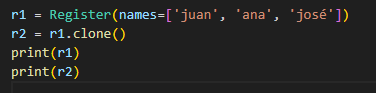 r1 = Register(names=['juan', 'ana', 'josé'])
r2 = r1.clone()
print(r1)
print(r2)